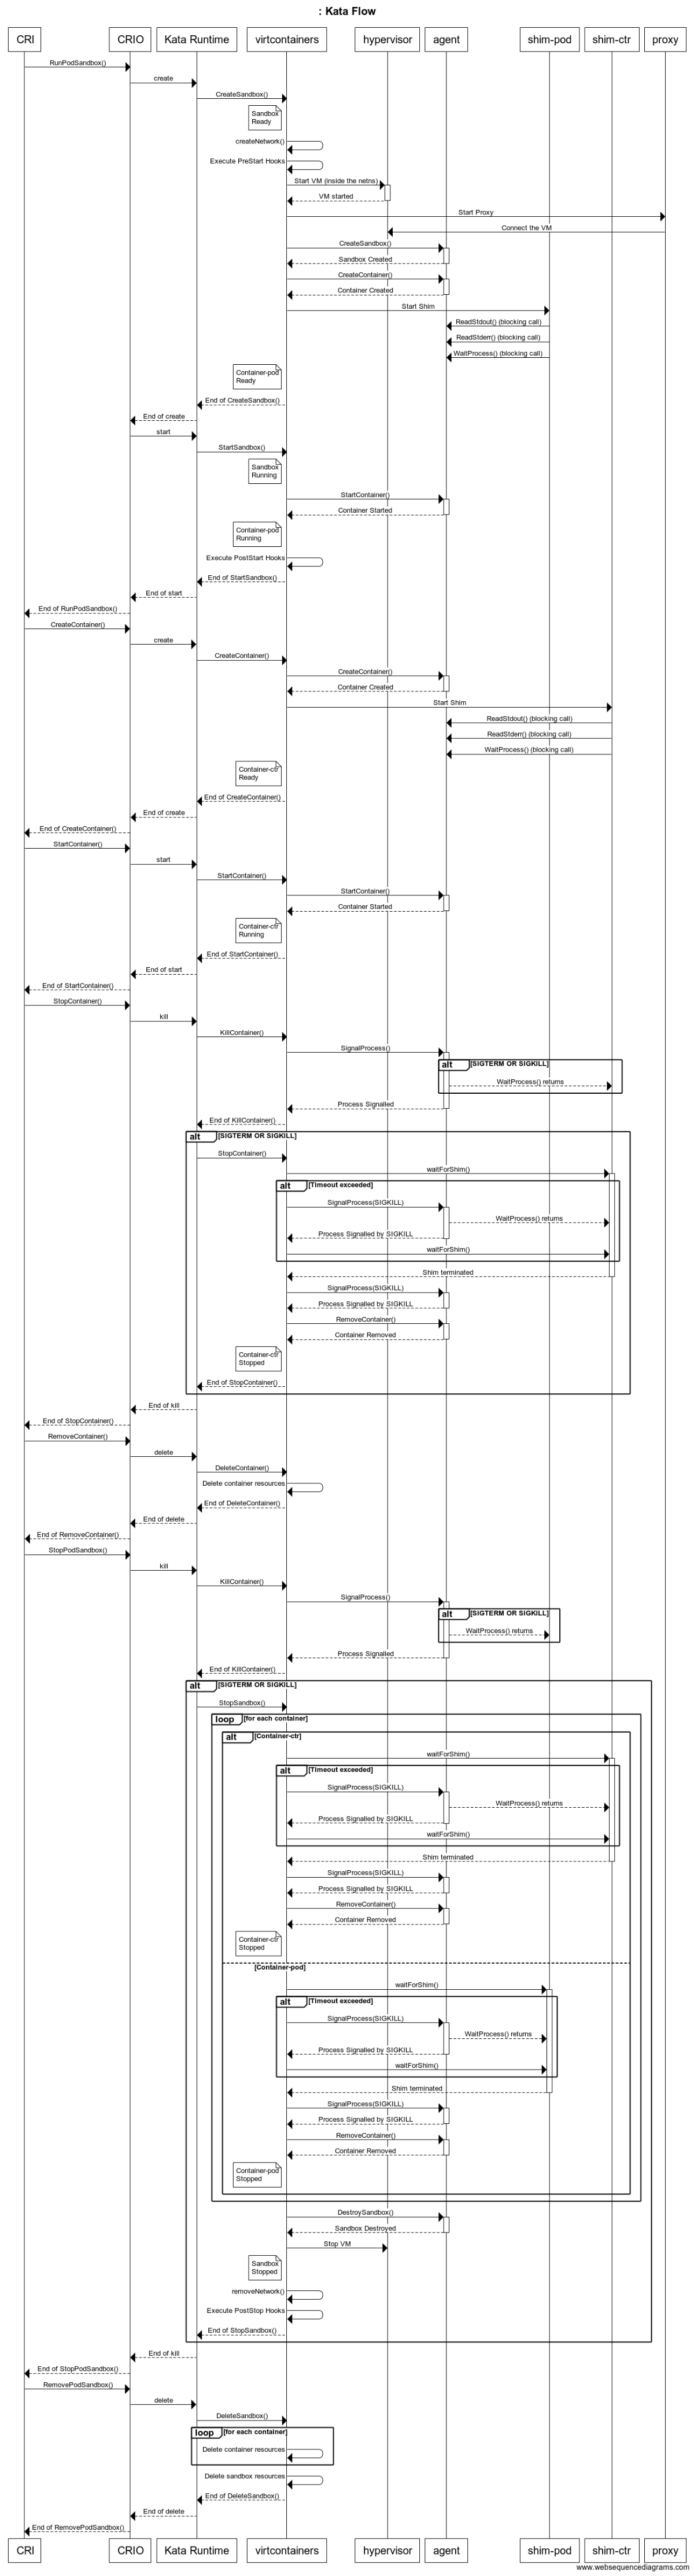 : Kata Flow
CRI
CRIO
Kata Runtime
virtcontainers
hypervisor
agent
shim-pod
shim-ctr
proxy
RunPodSandbox()
create
CreateSandbox()
Sandbox
Ready
createNetwork()
Execute PreStart Hooks
Start VM (inside the netns)
VM started
Start Proxy
Connect the VM
CreateSandbox()
Sandbox Created
CreateContainer()
Container Created
Start Shim
ReadStdout() (blocking call)
ReadStderr() (blocking call)
WaitProcess() (blocking call)
Container-pod
Ready
End of CreateSandbox()
End of create
start
StartSandbox()
Sandbox
Running
StartContainer()
Container Started
Container-pod
Running
Execute PostStart Hooks
End of StartSandbox()
End of start
End of RunPodSandbox()
CreateContainer()
create
CreateContainer()
CreateContainer()
Container Created
Start Shim
ReadStdout() (blocking call)
ReadStderr() (blocking call)
WaitProcess() (blocking call)
Container-ctr
Ready
End of CreateContainer()
End of create
End of CreateContainer()
StartContainer()
start
StartContainer()
StartContainer()
Container Started
Container-ctr
Running
End of StartContainer()
End of start
End of StartContainer()
StopContainer()
kill
KillContainer()
SignalProcess()
alt [SIGTERM OR SIGKILL]
WaitProcess() returns
Process Signalled
End of KillContainer()
alt [SIGTERM OR SIGKILL]
StopContainer()
waitForShim()
alt [Timeout exceeded]
SignalProcess(SIGKILL)
WaitProcess() returns
Process Signalled by SIGKILL
waitForShim()
Shim terminated
SignalProcess(SIGKILL)
Process Signalled by SIGKILL
RemoveContainer()
Container Removed
Container-ctr
Stopped
End of StopContainer()
End of kill
End of StopContainer()
RemoveContainer()
delete
DeleteContainer()
Delete container resources
End of DeleteContainer()
End of delete
End of RemoveContainer()
StopPodSandbox()
kill
KillContainer()
SignalProcess()
alt [SIGTERM OR SIGKILL]
WaitProcess() returns
Process Signalled
End of KillContainer()
alt [SIGTERM OR SIGKILL]
StopSandbox()
loop [for each container]
alt [Container-ctr]
waitForShim()
alt [Timeout exceeded]
SignalProcess(SIGKILL)
WaitProcess() returns
Process Signalled by SIGKILL
waitForShim()
Shim terminated
SignalProcess(SIGKILL)
Process Signalled by SIGKILL
RemoveContainer()
Container Removed
Container-ctr
Stopped
[Container-pod]
waitForShim()
alt [Timeout exceeded]
SignalProcess(SIGKILL)
WaitProcess() returns
Process Signalled by SIGKILL
waitForShim()
Shim terminated
SignalProcess(SIGKILL)
Process Signalled by SIGKILL
RemoveContainer()
Container Removed
Container-pod
Stopped
DestroySandbox()
Sandbox Destroyed
Stop VM
Sandbox
Stopped
removeNetwork()
Execute PostStop Hooks
End of StopSandbox()
End of kill
End of StopPodSandbox()
RemovePodSandbox()
delete
DeleteSandbox()
loop [for each container]
Delete container resources
Delete sandbox resources
End of DeleteSandbox()
End of delete
End of RemovePodSandbox()
CRI
CRIO
Kata Runtime
virtcontainers
hypervisor
agent
shim-pod
shim-ctr
proxy
www.websequencediagrams.com